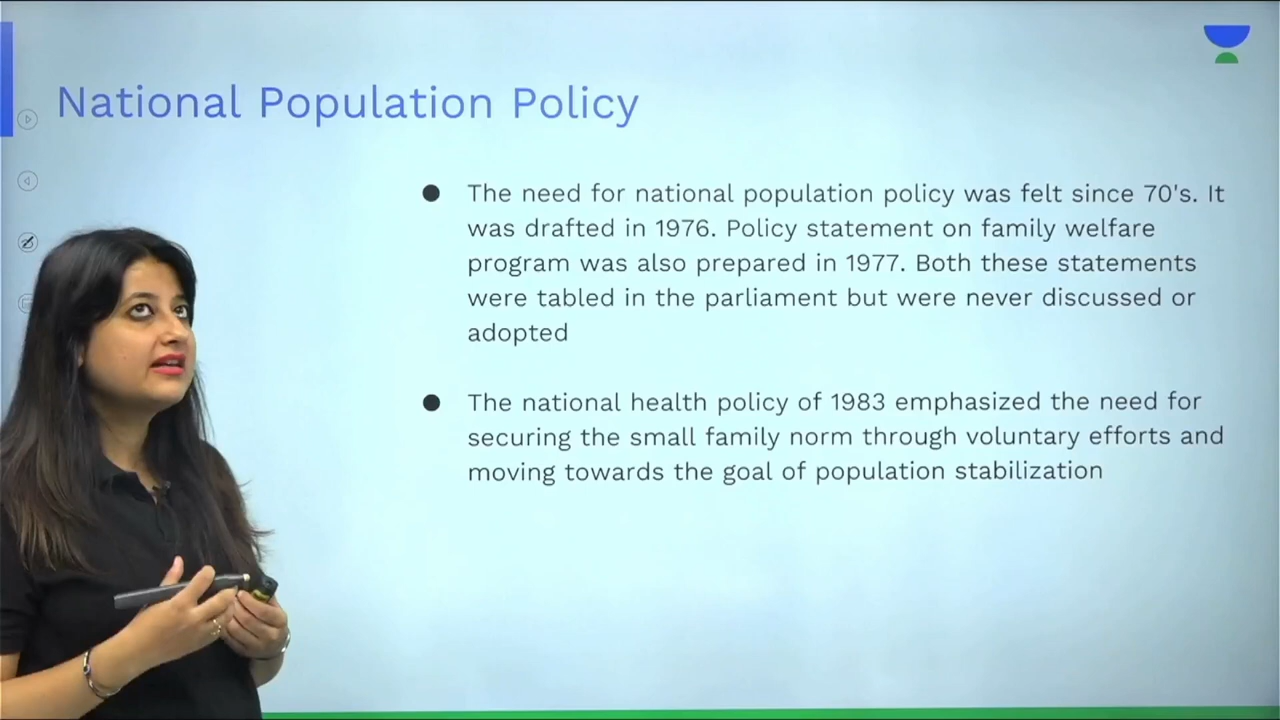 National Population Policy
The need for national population policy was felt since 70's. It
was drafted in 1976. Policy statement on family welfare
program was also prepared in 1977. Both these statements
were tabled in the parliament but were never discussed or
adopted
The national health policy of 1983 emphasized the need for
securing the small family norm through voluntary efforts and
moving towards the goal of population stabilization